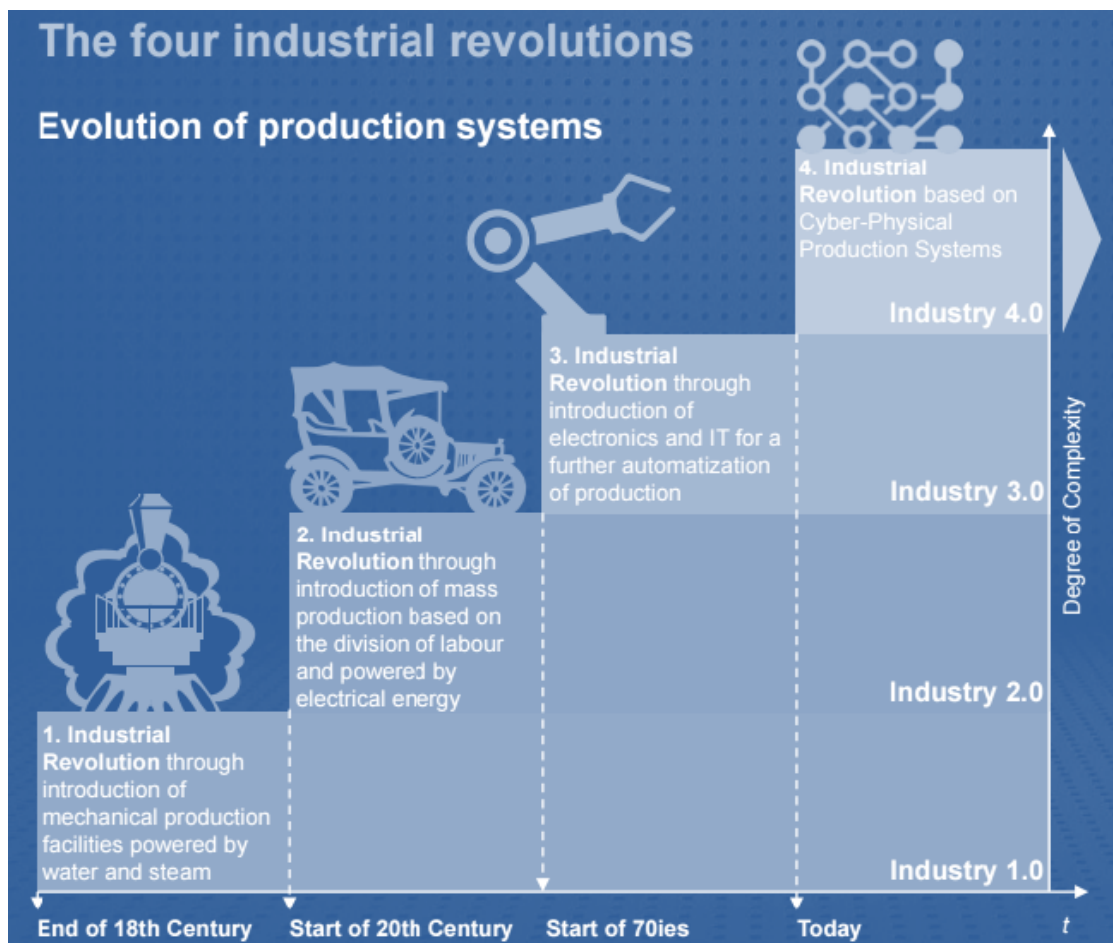 The four industrial revolutions
Evolution of production systems
4. Industrial
Revolution based on
Cyber-Physical
Production Systems
Industry 4.0
3. Industrial
Revolution through
introduction of
electronics and IT for a
further automatization
of production
Industry 3.0
2. Industrial
Revolution through
introduction of mass
production based on
the division of labour
and powered by
electrical energy
Industry 2.0
1. Industrial
Revolution through
introduction of
mechanical production
facilities powered by
water and steam
Industry 1.0
Degree of Complexity
End of 18th Century
Start of 20th Century
Start of 70ies
Today
t